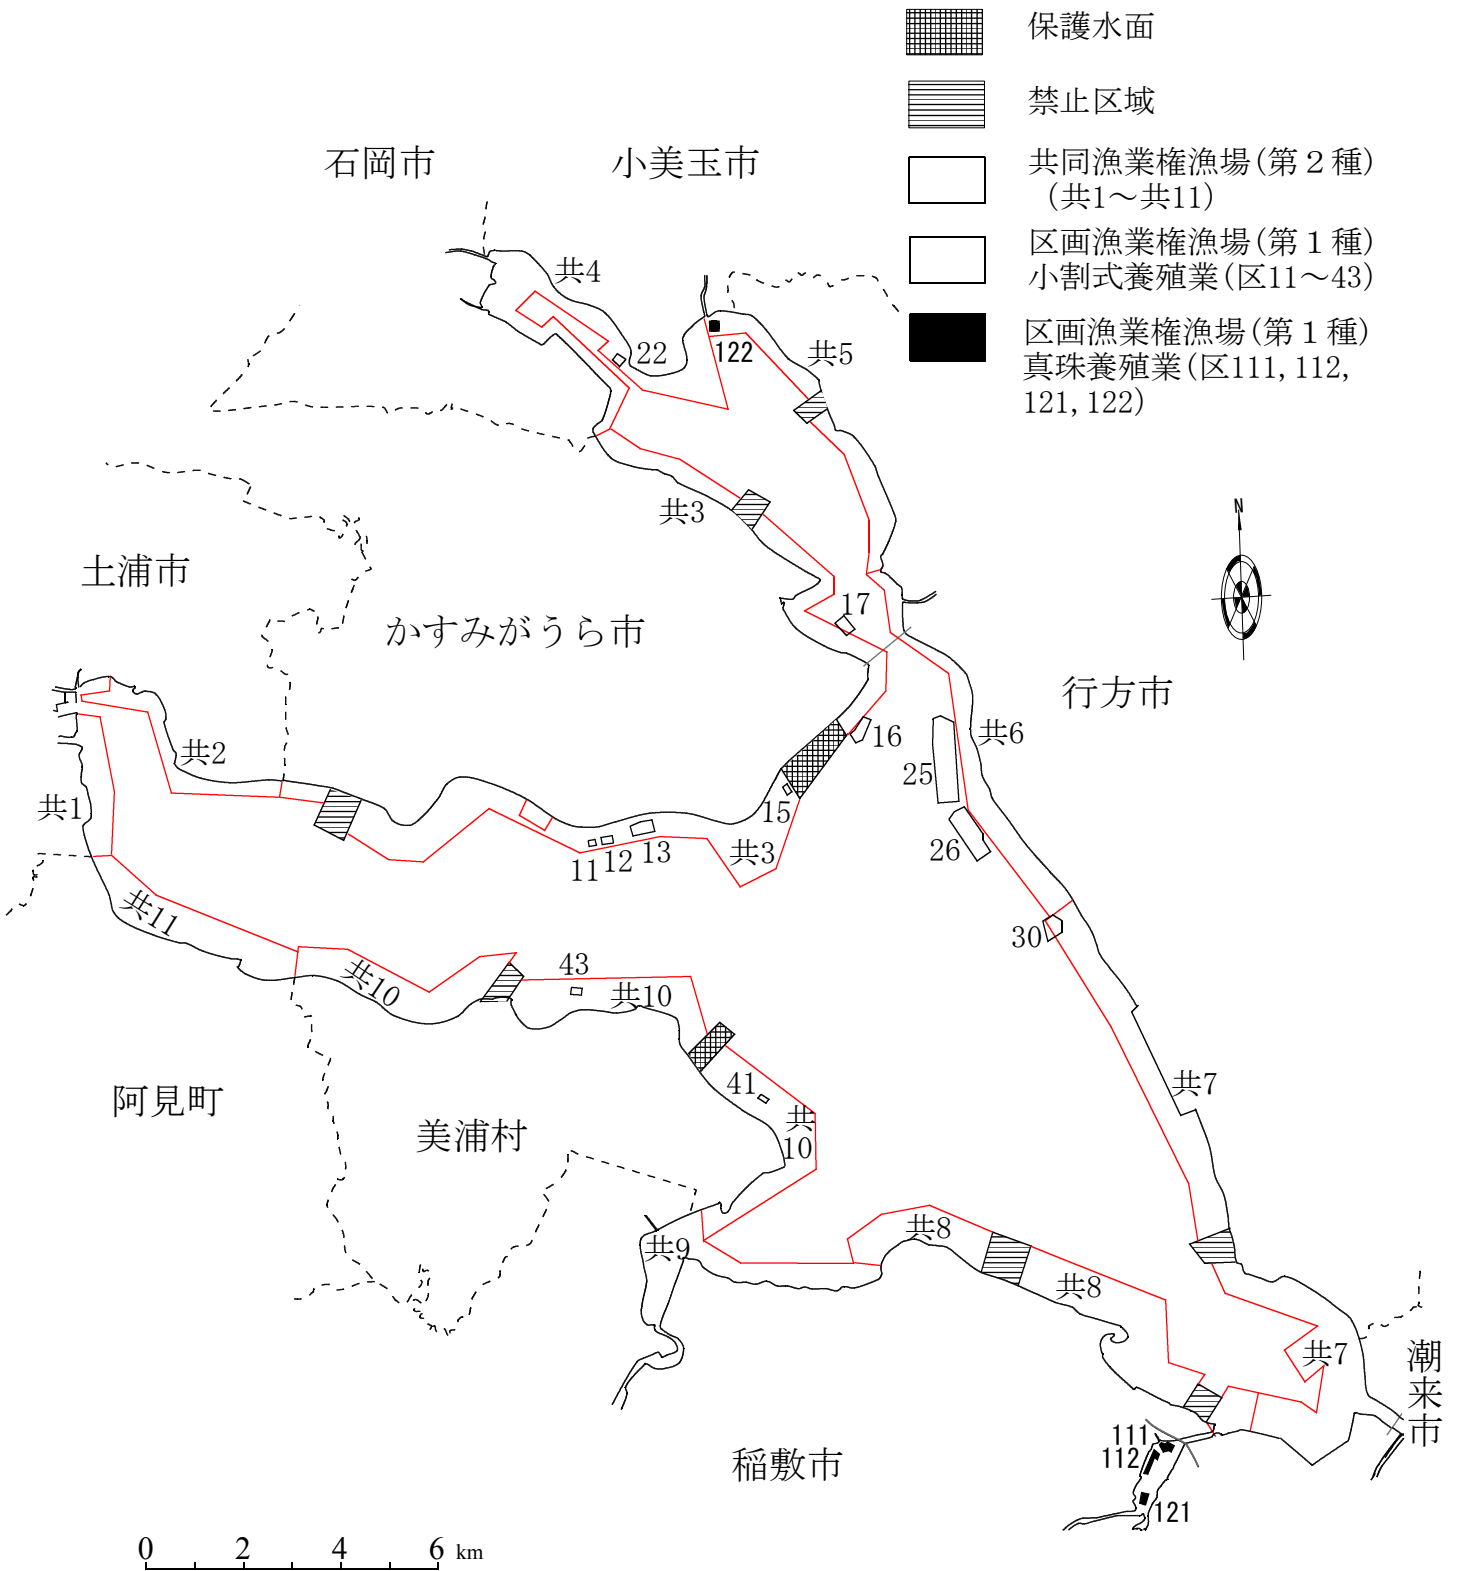 保護水面
禁止区域
共同漁業権漁場(第２種)
(共1～共11)
区画漁業権漁場(第１種)
小割式養殖業(区11～43)
区画漁業権漁場(第１種)
真珠養殖業(区111, 112,
121, 122)
石岡市
小美玉市
共4
22
122
共5
共3
N
土浦市
かすみがうら市
17
行方市
共2
16
共6
25
共1
15
11
12
13
共3
26
共11
30
43
共10
共10
41
共
10
共7
阿見町
美浦村
共9
共8
共8
共7
潮来市
111
112
121
稲敷市
0 2 4 6 km